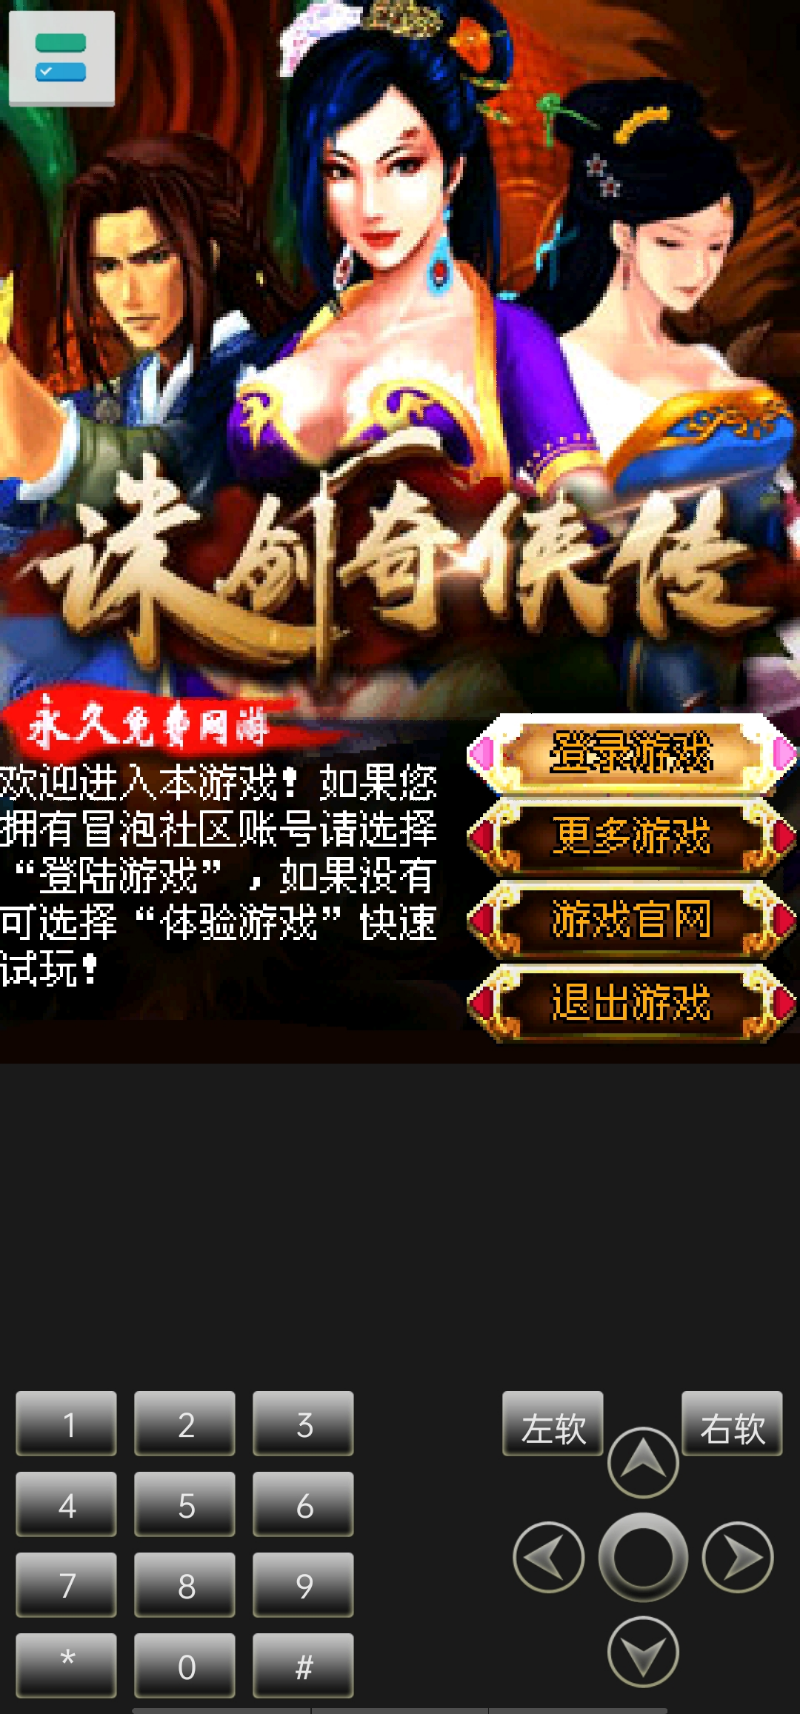 诛剑奇侠传
永久免费网游
欢迎进入本游戏！如果您
拥有冒泡社区账号请选择
“登陆游戏”，如果没有
可选择“体验游戏”快速
试玩！
登录游戏
更多游戏
游戏官网
退出游戏
1 2 3
左软 右软
4 5 6
7 8 9
* 0 #